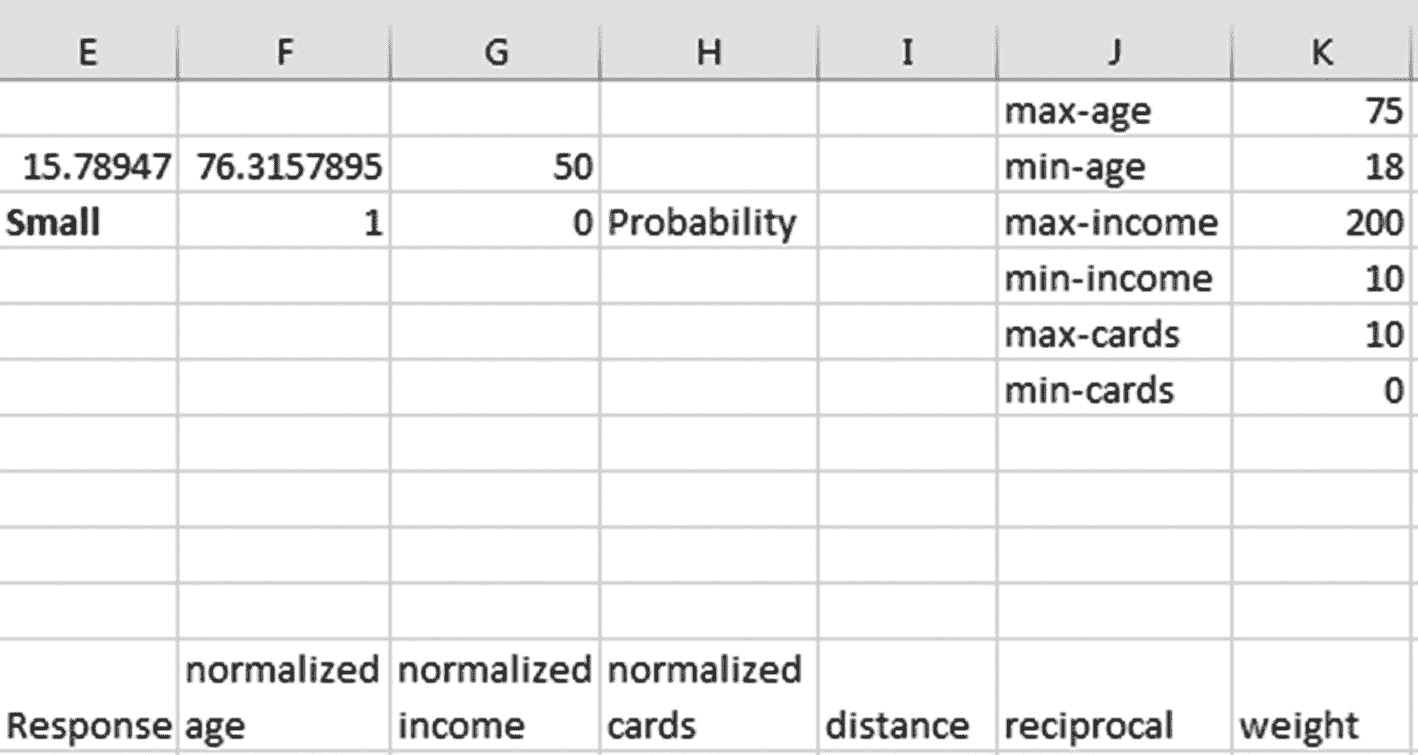 E F G H I J K
max-age 75
15.78947 76.3157895 50 min-age 18
Small 1 0 Probability max-income 200
min-income 10
max-cards 10
min-cards 0
normalized normalized normalized
Response age income cards distance reciprocal weight